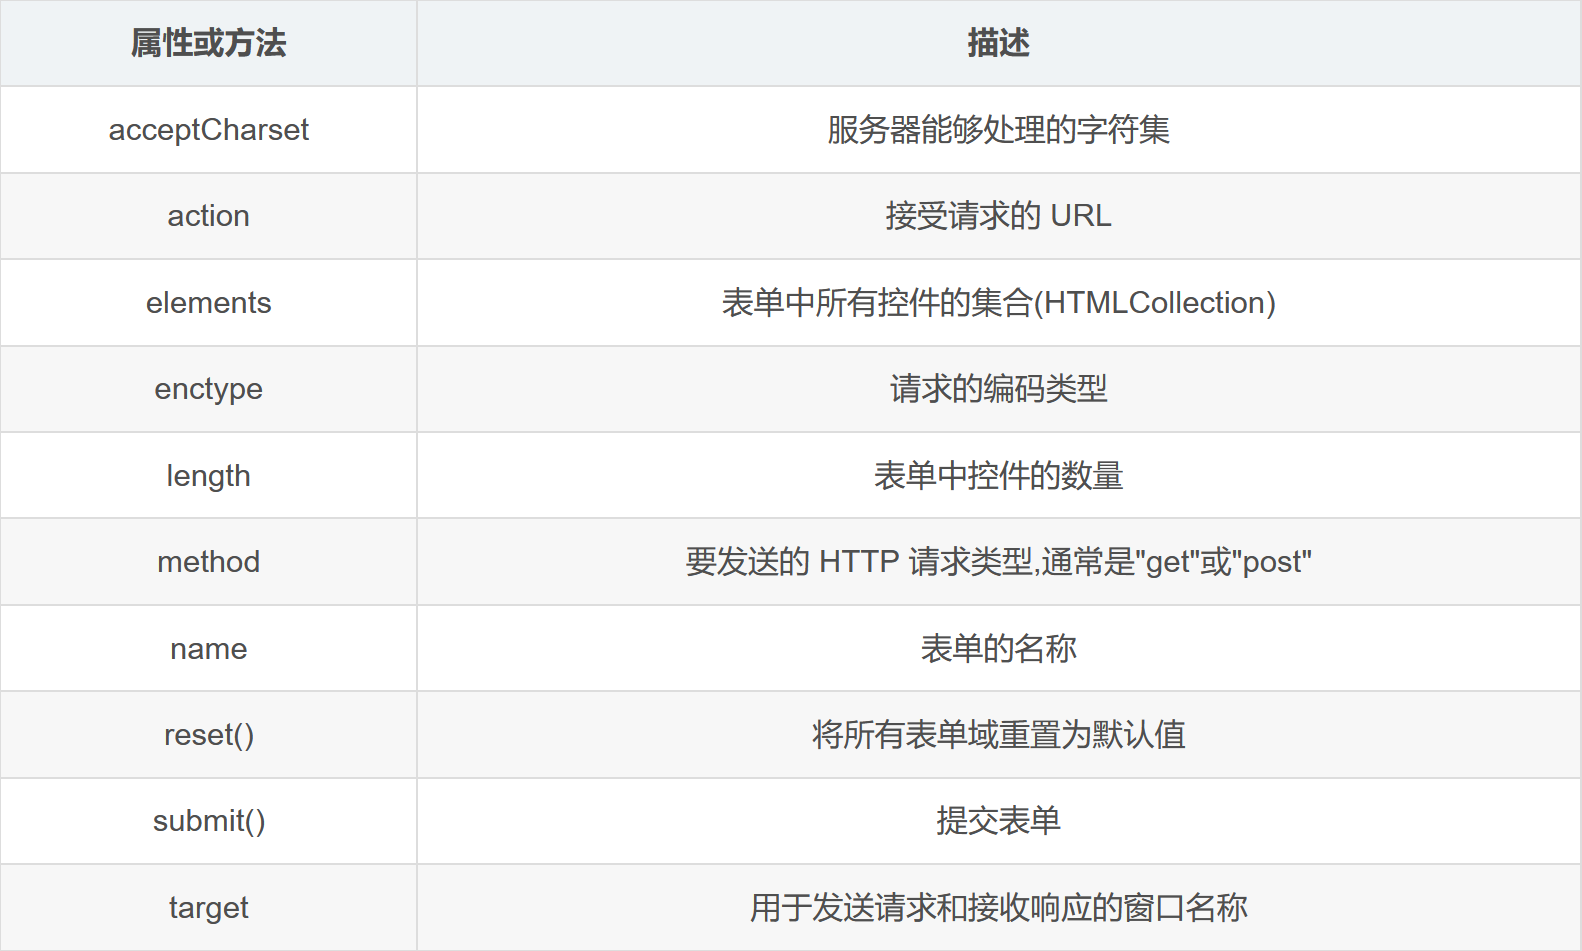 属性或方法 描述
acceptCharset 服务器能够处理的字符集
action 接受请求的 URL
elements 表单中所有控件的集合(HTMLCollection)
enctype 请求的编码类型
length 表单中控件的数量
method 要发送的 HTTP 请求类型,通常是"get"或"post"
name 表单的名称
reset() 将所有表单域重置为默认值
submit() 提交表单
target 用于发送请求和接收响应的窗口名称